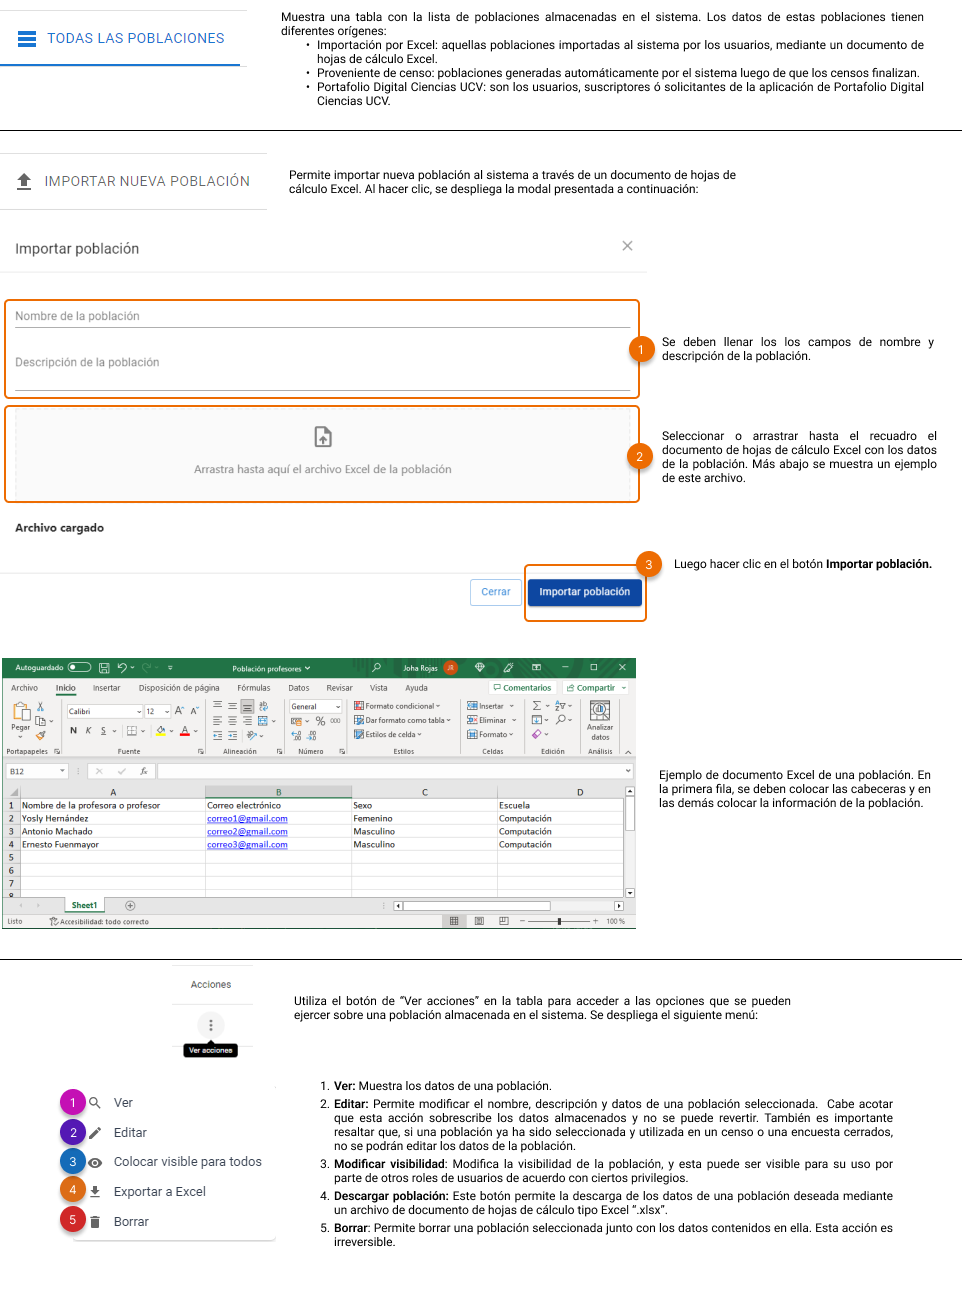 TODAS LAS POBLACIONES
Muestra una tabla con la lista de poblaciones almacenadas en el sistema. Los datos de estas poblaciones tienen
diferentes orígenes:
• Importación por Excel: aquellas poblaciones importadas al sistema por los usuarios, mediante un documento de
hojas de cálculo Excel.
• Proveniente de censo: poblaciones generadas automáticamente por el sistema luego de que los censos finalizan.
• Portafolio Digital Ciencias UCV: son los usuarios, suscriptores ó solicitantes de la aplicación de Portafolio Digital
Ciencias UCV.
IMPORTAR NUEVA POBLACIÓN
Permite importar nueva población al sistema a través de un documento de hojas de
cálculo Excel. Al hacer clic, se despliega la modal presentada a continuación:
Importar población
Nombre de la población
Descripción de la población
1
Se deben llenar los los campos de nombre y
descripción de la población.
Arrastra hasta aquí el archivo Excel de la población
2
Seleccionar o arrastrar hasta el recuadro el
documento de hojas de cálculo Excel con los datos
de la población. Más abajo se muestra un ejemplo
de este archivo.
Archivo cargado
3
Luego hacer clic en el botón Importar población.
Cerrar
Importar población
Autoguardado
Población profesores
Joha Rojas
JR
Archivo Inicio Insertar Disposición de página Fórmulas Datos Revisar Vista Ayuda Comentarios Compartir
Pegar
Calibri 12 A A
N K S A
General
% 000
Formato condicional
Dar formato como tabla
Estilos de celda
Insertar
Eliminar
Formato
Analizar
datos
Portapapeles Fuente Alineación Número Estilos Celdas Edición Análisis
B12 fx
A B C D
1 Nombre de la profesora o profesor Correo electrónico Sexo Escuela
2 Yosly Hernández correo1@gmail.com Femenino Computación
3 Antonio Machado correo2@gmail.com Masculino Computación
4 Ernesto Fuenmayor correo3@gmail.com Masculino Computación
5
6
7
8
Sheet1
Listo Accesibilidad: todo correcto 100 %
Ejemplo de documento Excel de una población. En
la primera fila, se deben colocar las cabeceras y en
las demás colocar la información de la población.
Acciones
Ver acciones
Utiliza el botón de “Ver acciones” en la tabla para acceder a las opciones que se pueden
ejercer sobre una población almacenada en el sistema. Se despliega el siguiente menú:
1 Ver
2 Editar
3 Colocar visible para todos
4 Exportar a Excel
5 Borrar
1. Ver: Muestra los datos de una población.
2. Editar: Permite modificar el nombre, descripción y datos de una población seleccionada. Cabe acotar
que esta acción sobrescribe los datos almacenados y no se puede revertir. También es importante
resaltar que, si una población ya ha sido seleccionada y utilizada en un censo o una encuesta cerrados,
no se podrán editar los datos de la población.
3. Modificar visibilidad: Modifica la visibilidad de la población, y esta puede ser visible para su uso por
parte de otros roles de usuarios de acuerdo con ciertos privilegios.
4. Descargar población: Este botón permite la descarga de los datos de una población deseada mediante
un archivo de documento de hojas de cálculo tipo Excel “.xlsx”.
5. Borrar: Permite borrar una población seleccionada junto con los datos contenidos en ella. Esta acción es
irreversible.